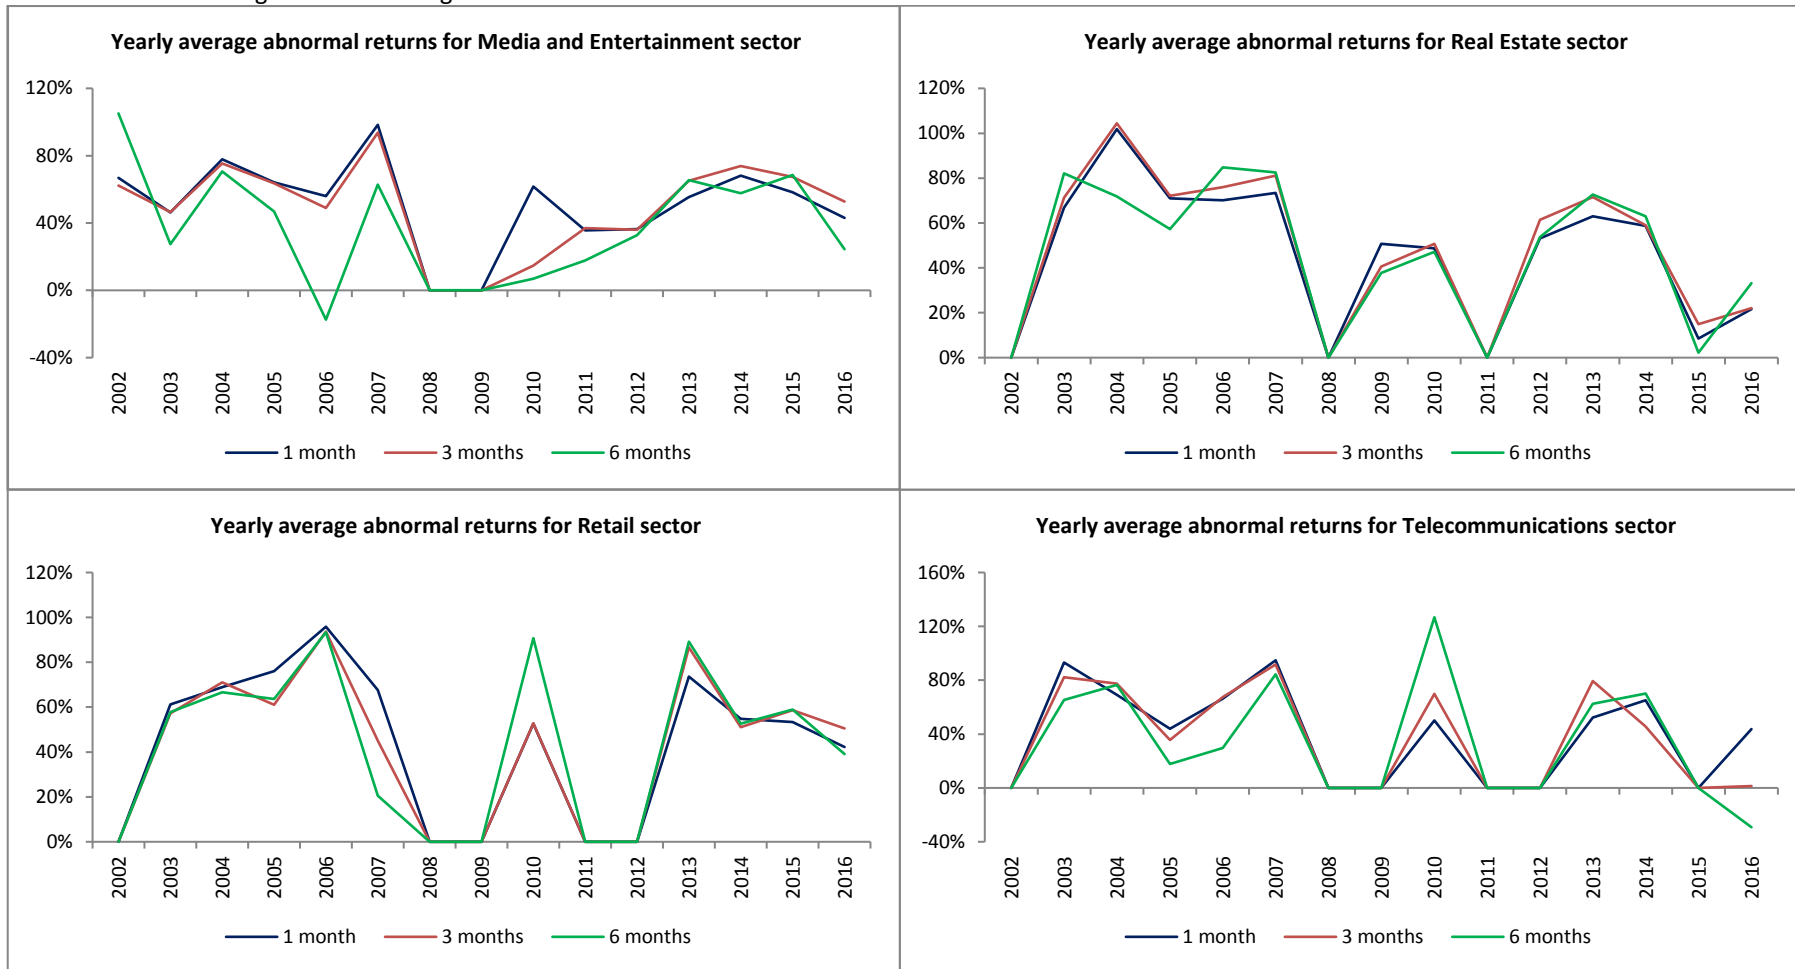 Yearly average abnormal returns for Media and Entertainment sector
120%
80%
40%
0%
-40%
2002 2003 2004 2005 2006 2007 2008 2009 2010 2011 2012 2013 2014 2015 2016
1 month 3 months 6 months
Yearly average abnormal returns for Real Estate sector
120%
100%
80%
60%
40%
20%
0%
2002 2003 2004 2005 2006 2007 2008 2009 2010 2011 2012 2013 2014 2015 2016
1 month 3 months 6 months
Yearly average abnormal returns for Retail sector
120%
100%
80%
60%
40%
20%
0%
2002 2003 2004 2005 2006 2007 2008 2009 2010 2011 2012 2013 2014 2015 2016
1 month 3 months 6 months
Yearly average abnormal returns for Telecommunications sector
160%
120%
80%
40%
0%
-40%
2002 2003 2004 2005 2006 2007 2008 2009 2010 2011 2012 2013 2014 2015 2016
1 month 3 months 6 months